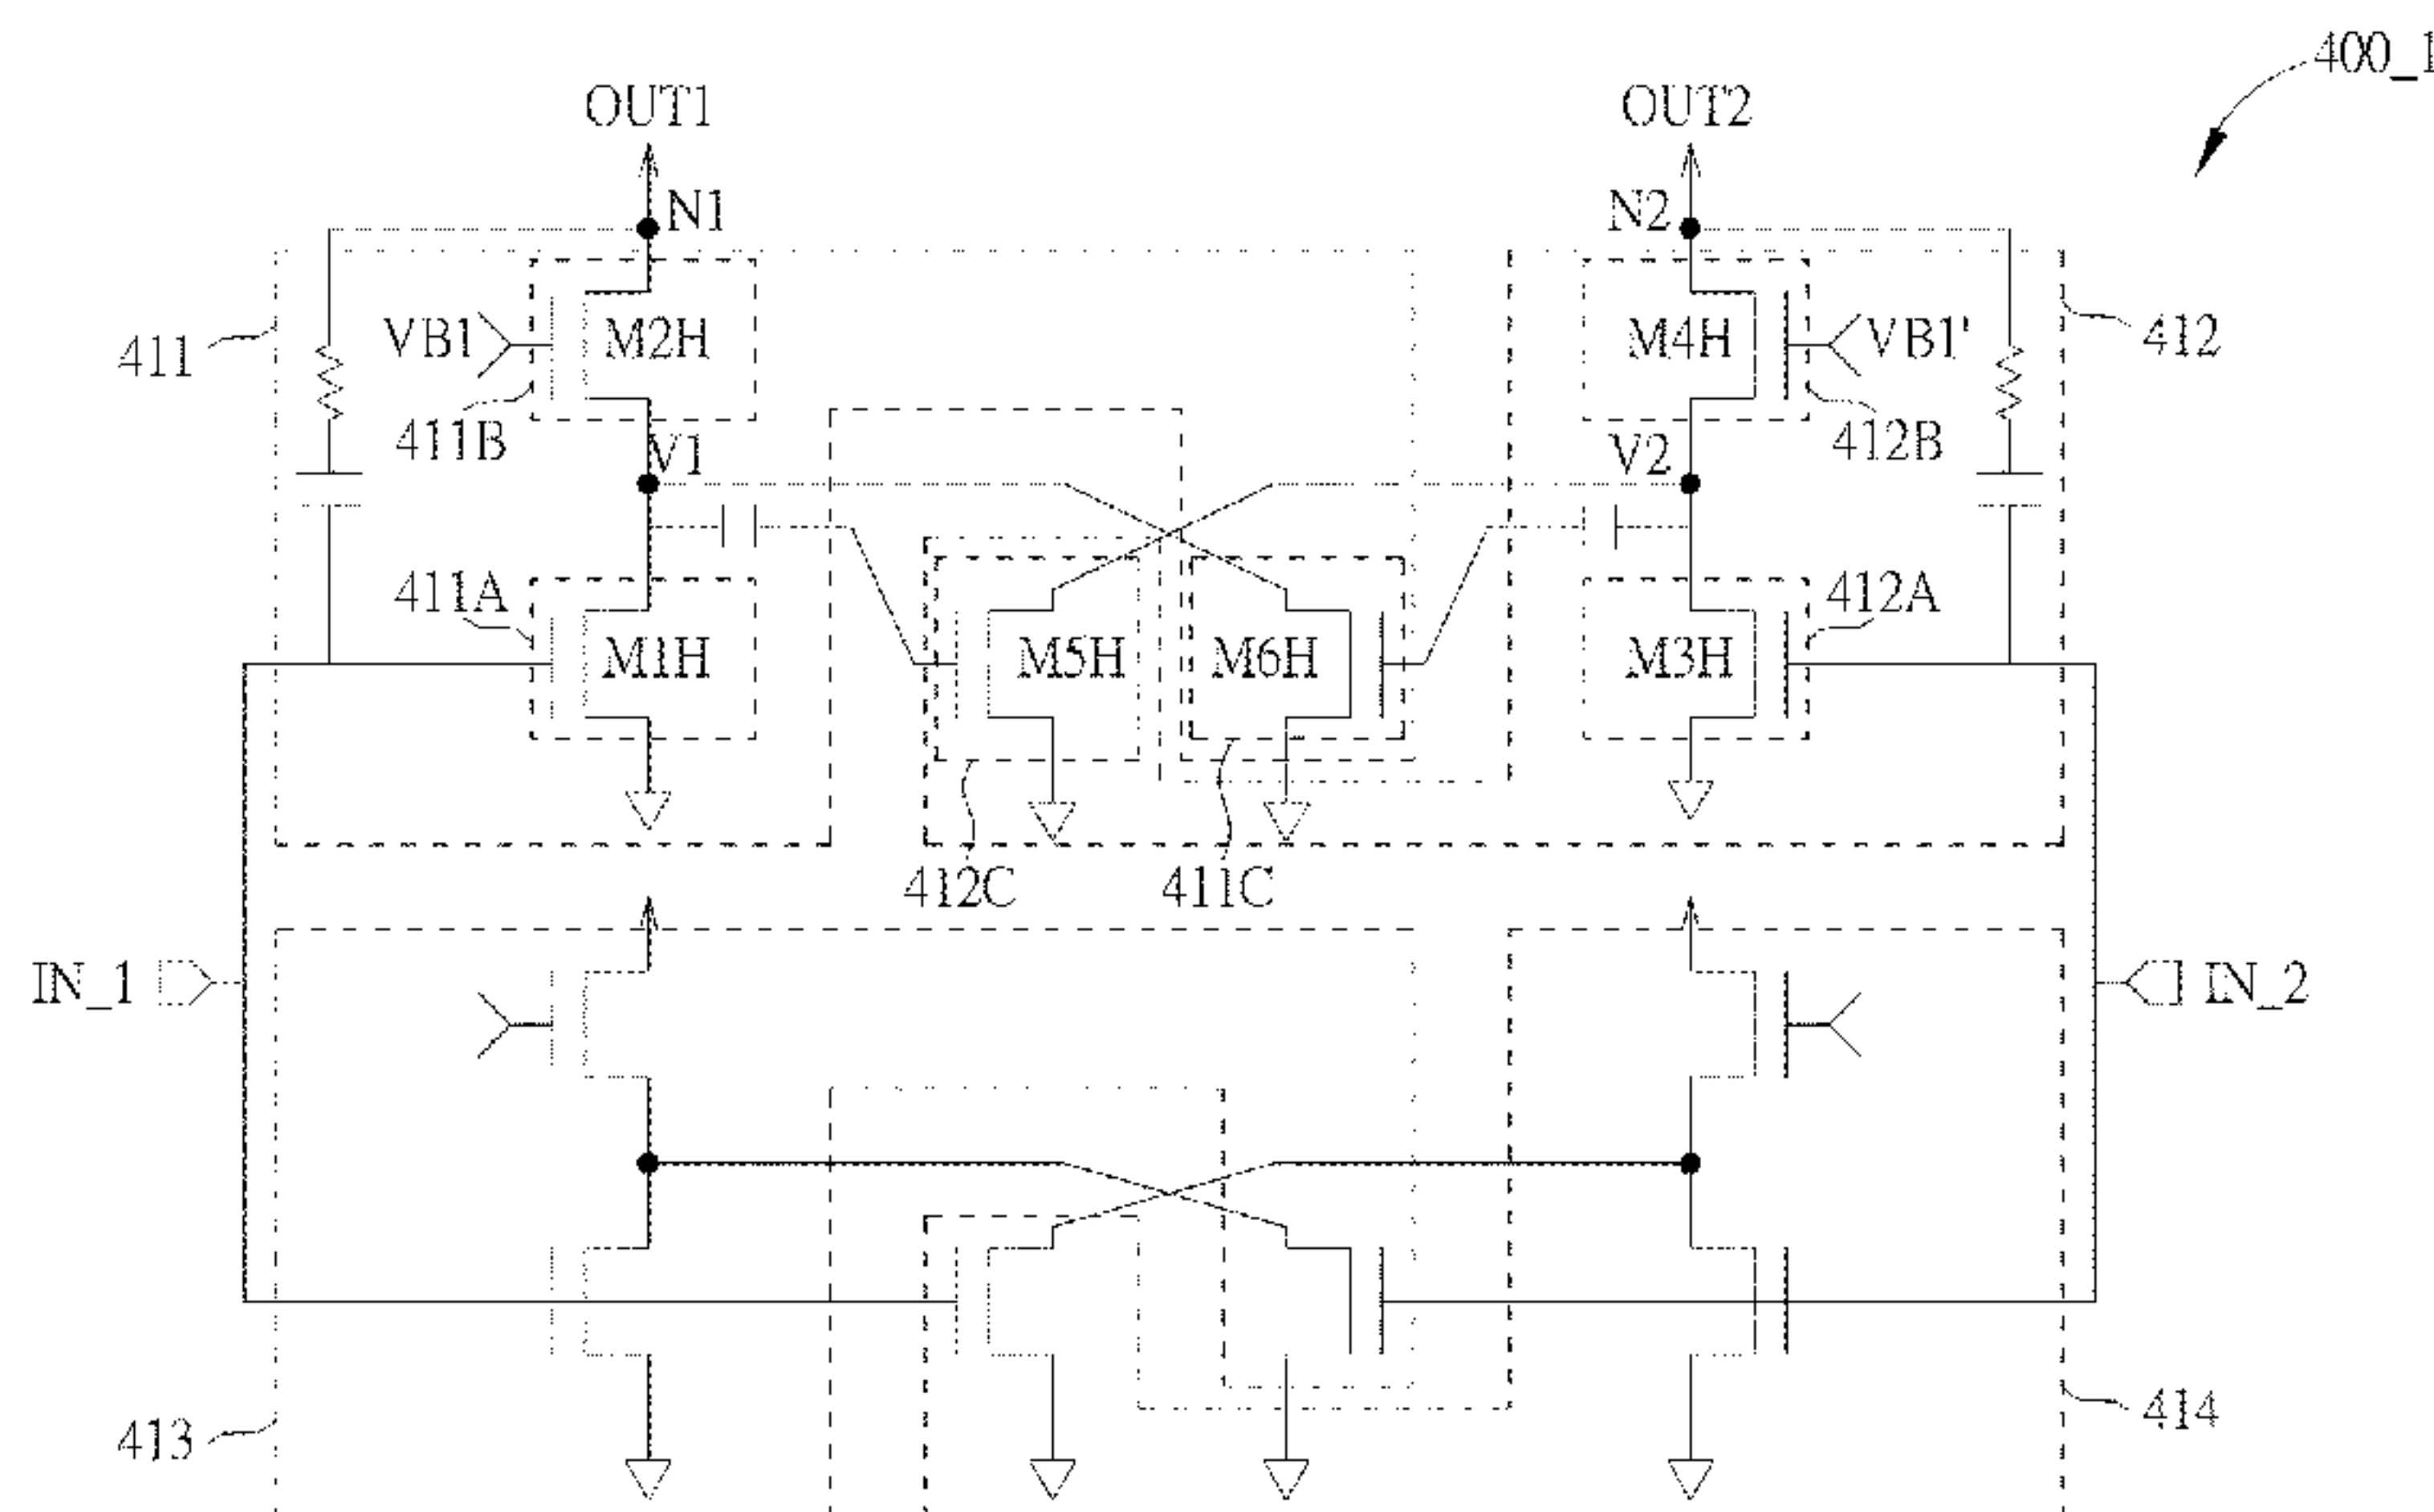 400_1
OUT1
OUT2
N1
N2
411
VB1
M2H
M4H
VB1'
412
411B
V1
V2
412B
411A
M1H
M5H
M6H
M3H
412A
412C
411C
IN_1
IN_2
413
414